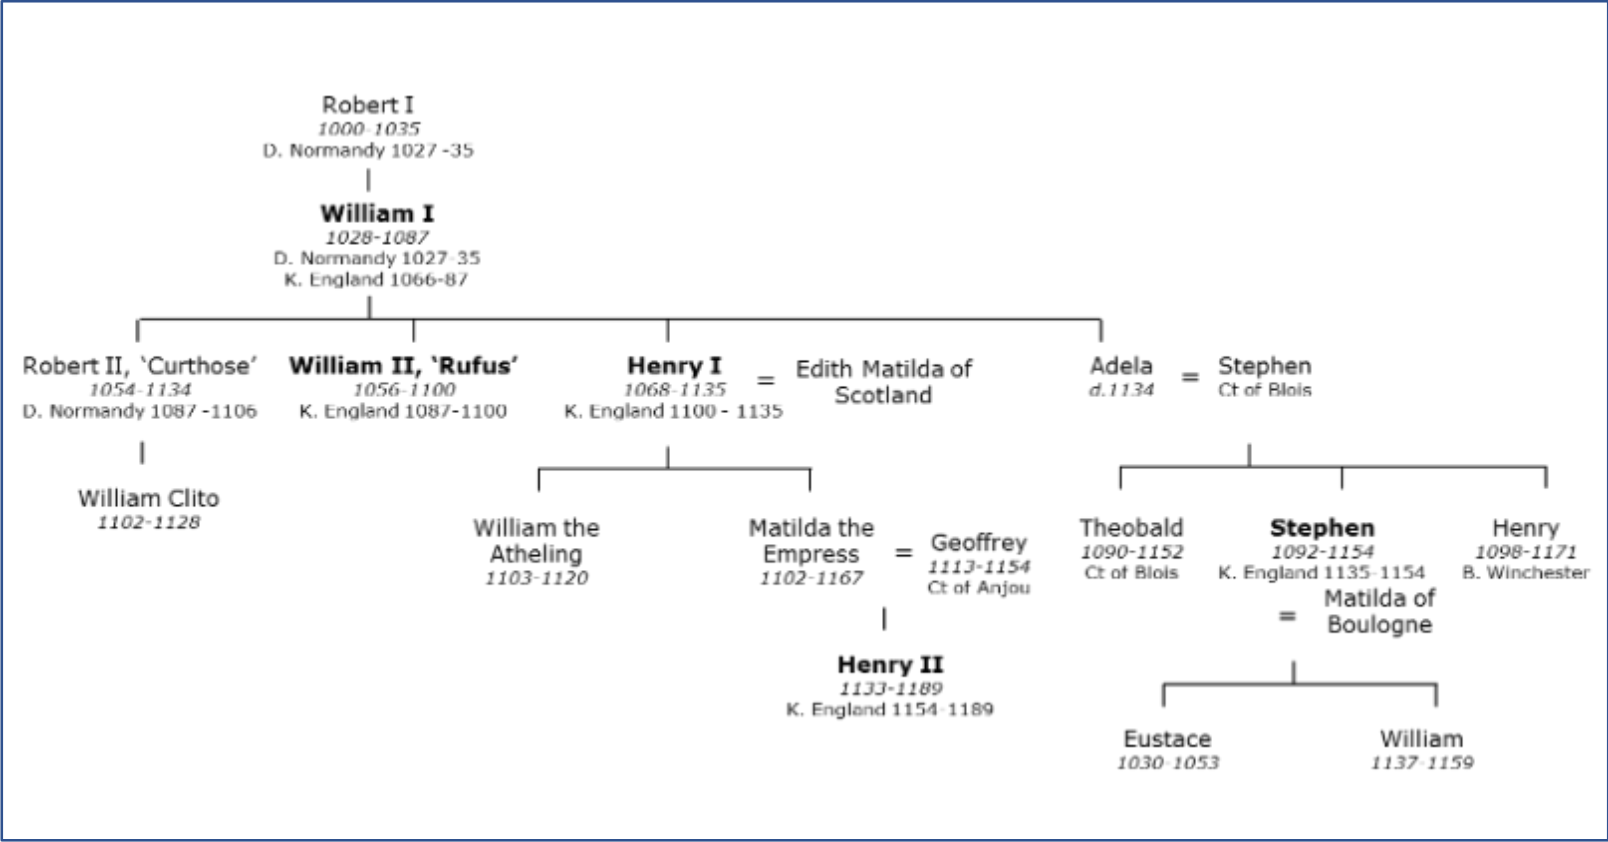 Robert I
1000-1035
D. Normandy 1027 -35
William I
1028-1087
D. Normandy 1027-35
K. England 1066-87
Robert II, ‘Curthose’
1054-1134
D. Normandy 1087 -1106
William II, ‘Rufus’
1056-1100
K. England 1087-1100
Henry I
1068-1135
K. England 1100 - 1135
=
Edith Matilda of
Scotland
Adela
d.1134
=
Stephen
Ct of Blois
William Clito
1102-1128
William the
Atheling
1103-1120
Matilda the
Empress
1102-1167
=
Geoffrey
1113-1154
Ct of Anjou
Theobald
1090-1152
Ct of Blois
Stephen
1092-1154
K. England 1135-1154
=
Matilda of
Boulogne
Henry
1098-1171
B. Winchester
Henry II
1133-1189
K. England 1154-1189
Eustace
1030-1053
William
1137-1159